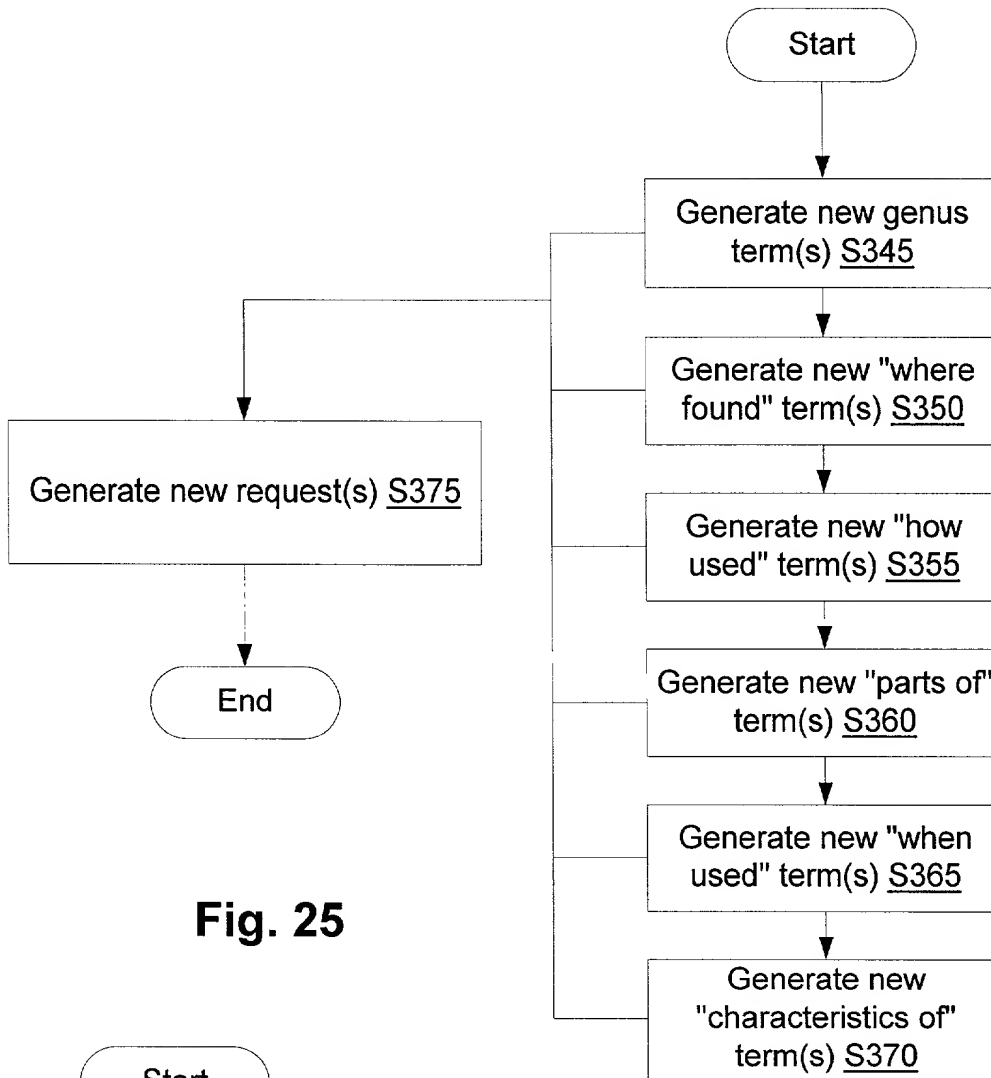 Start
Generate new genus
term(s) S345
Generate new "where
found" term(s) S350
Generate new request(s) S375
Generate new "how
used" term(s) S355
Generate new "parts of"
term(s) S360
End
Generate new "when
used" term(s) S365
Fig. 25
Generate new
"characteristics of"
term(s) S370
Start